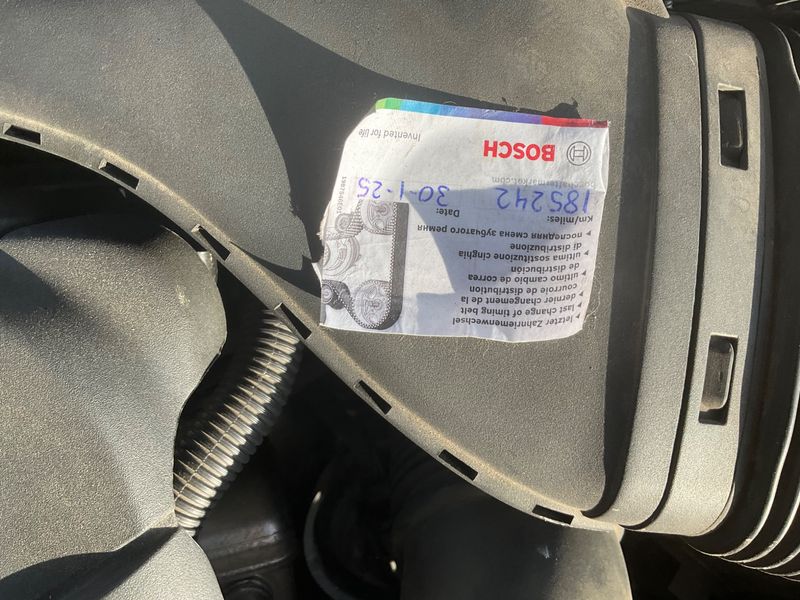 ▸ letzter Zahnriemenwechsel
▸ last change of timing belt
▸ dernier changement de la
courroie de distribution
▸ ultimo cambio de correa
de distribución
▸ ultima sostituzione cinghia
di distribuzione
▸ последняя смена зубчатого ремня
Km/miles: Date:
185242 30-1-25
boschaftermarket.com
BOSCH
Invented for life